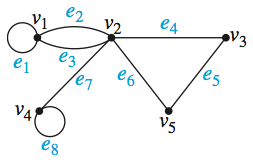 e₂
v₁
v₂
e₄
v₃
e₁
e₃
e₇
e₆
e₅
v₄
v₅
e₈